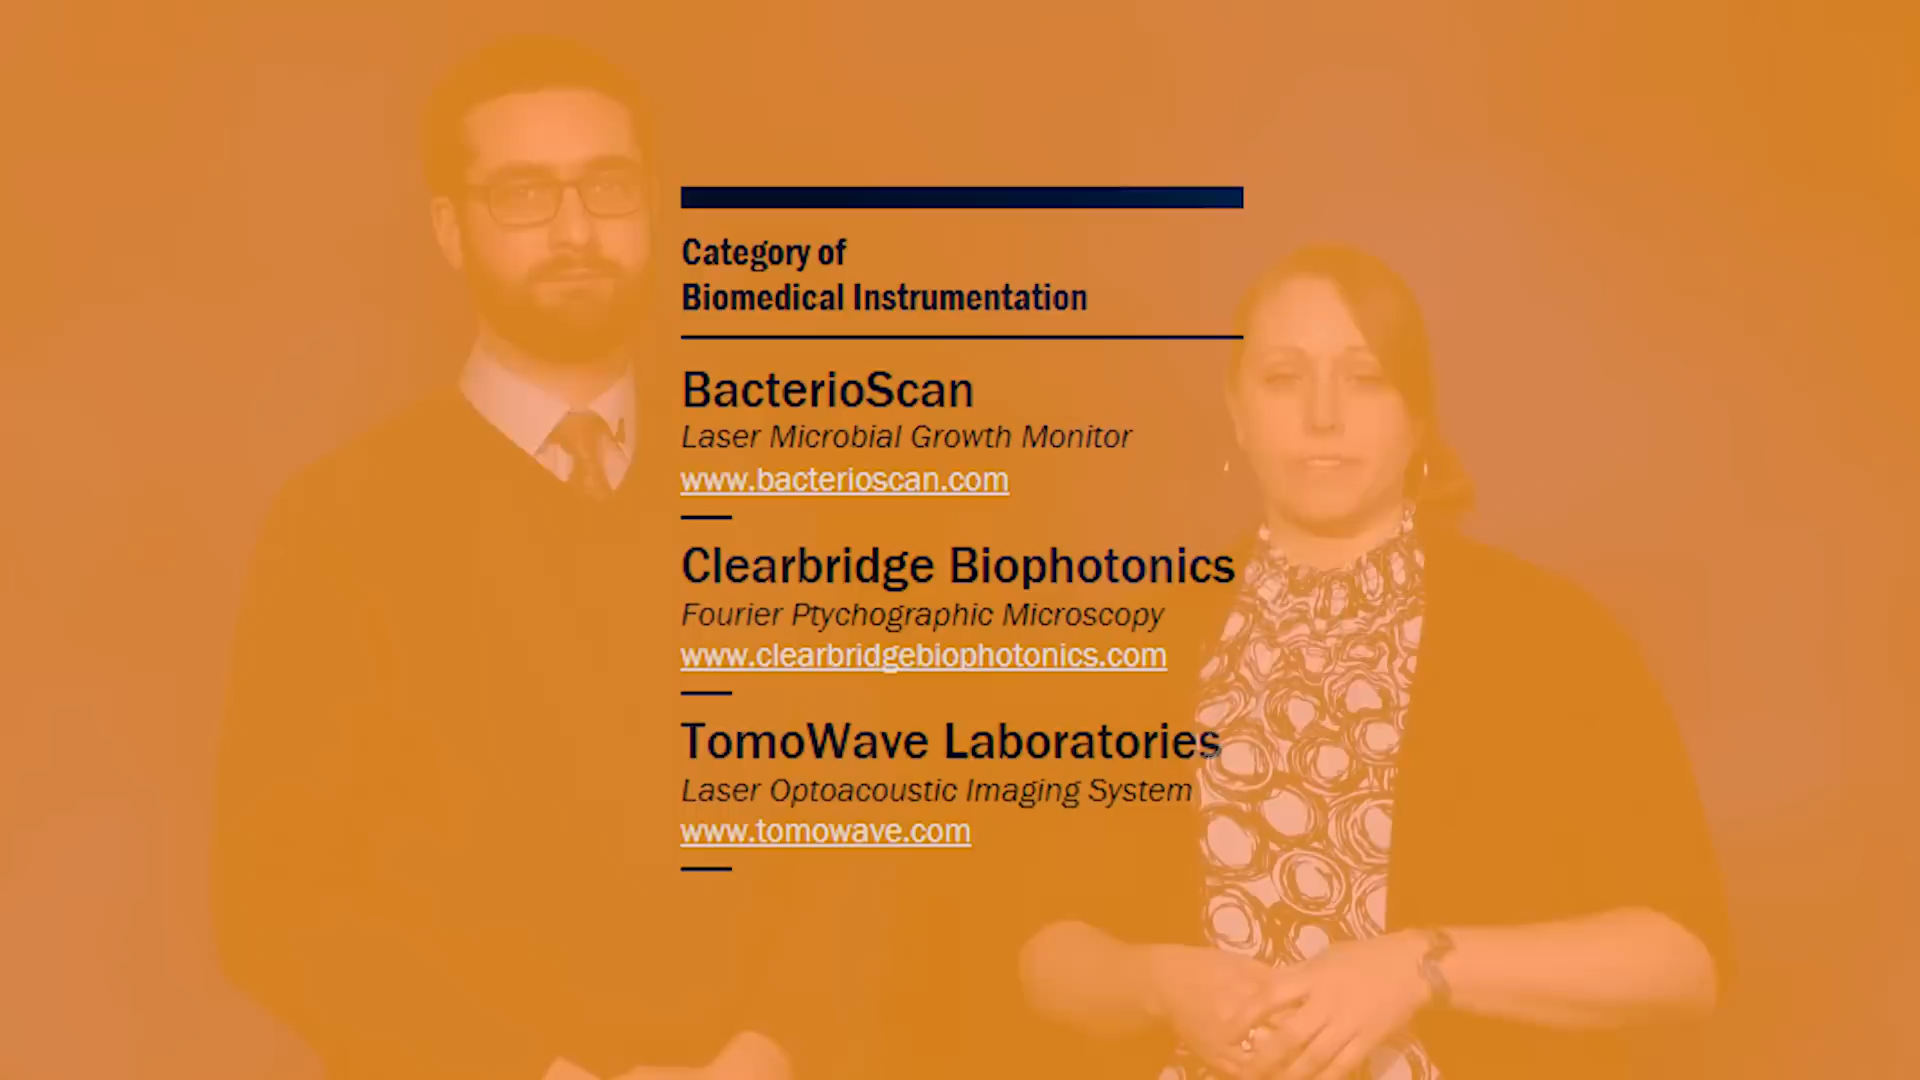 Category of
Biomedical Instrumentation
BacterioScan
Laser Microbial Growth Monitor
www.bacterioscan.com
Clearbridge Biophotonics
Fourier Ptychographic Microscopy
www.clearbridgebiophotonics.com
TomoWave Laboratories
Laser Optoacoustic Imaging System
www.tomowave.com